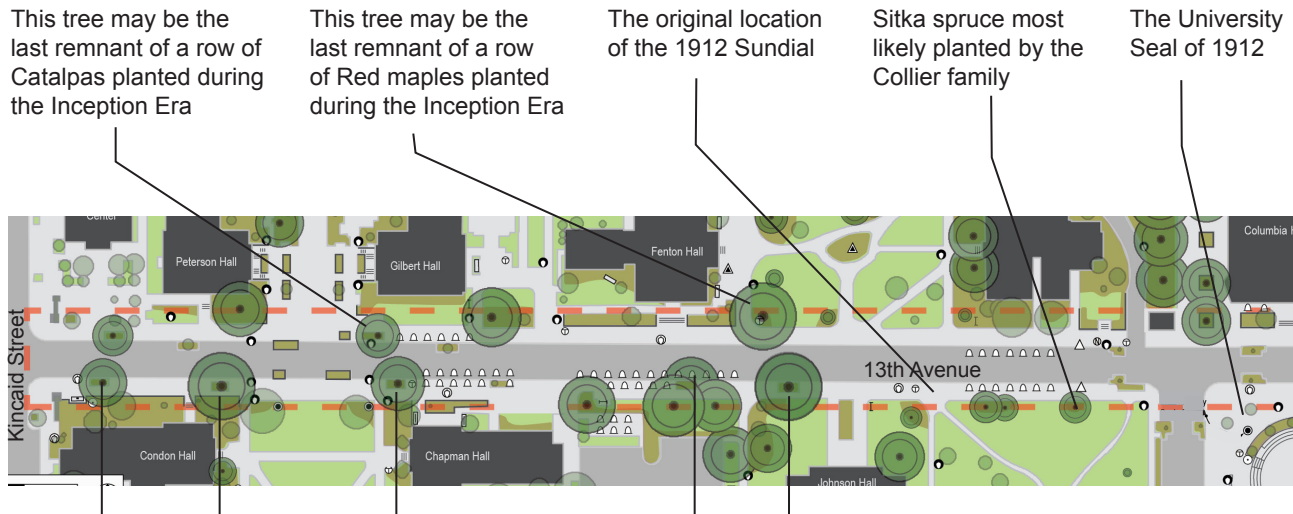 This tree may be the
last remnant of a row of
Catalpas planted during
the Inception Era
This tree may be the
last remnant of a row
of Red maples planted
during the Inception Era
The original location
of the 1912 Sundial
Sitka spruce most
likely planted by the
Collier family
The University
Seal of 1912
Center
Peterson Hall
Gilbert Hall
Fenton Hall
Columbia H
Kincaid Street
13th Avenue
Condon Hall
Chapman Hall
Johnson Hall